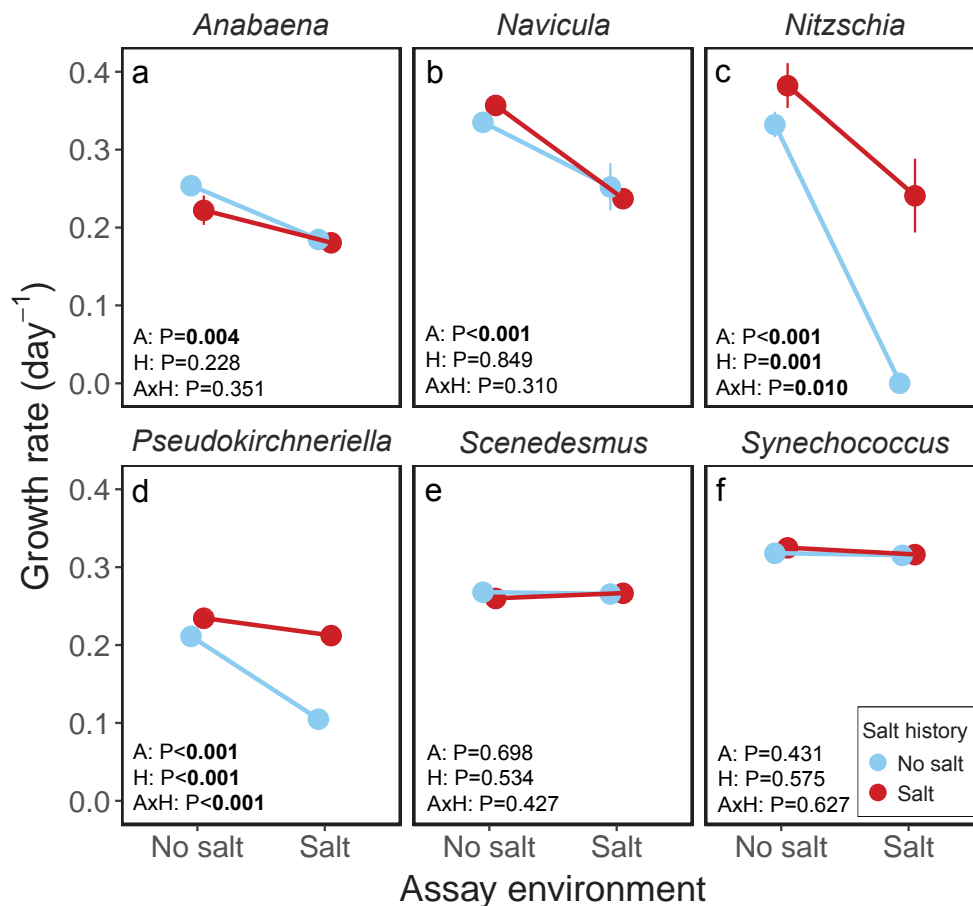 Anabaena
Navicula
Nitzschia
a
b
c
0.4
0.3
0.2
0.1
0.0
A: P=0.004
H: P=0.228
AxH: P=0.351
A: P<0.001
H: P=0.849
AxH: P=0.310
A: P<0.001
H: P=0.001
AxH: P=0.010
Growth rate (day⁻¹)
Pseudokirchneriella
Scenedesmus
Synechococcus
d
e
f
0.4
0.3
0.2
0.1
0.0
A: P<0.001
H: P<0.001
AxH: P<0.001
A: P=0.698
H: P=0.534
AxH: P=0.427
A: P=0.431
H: P=0.575
AxH: P=0.627
Salt history
No salt
Salt
No salt Salt
No salt Salt
No salt Salt
Assay environment